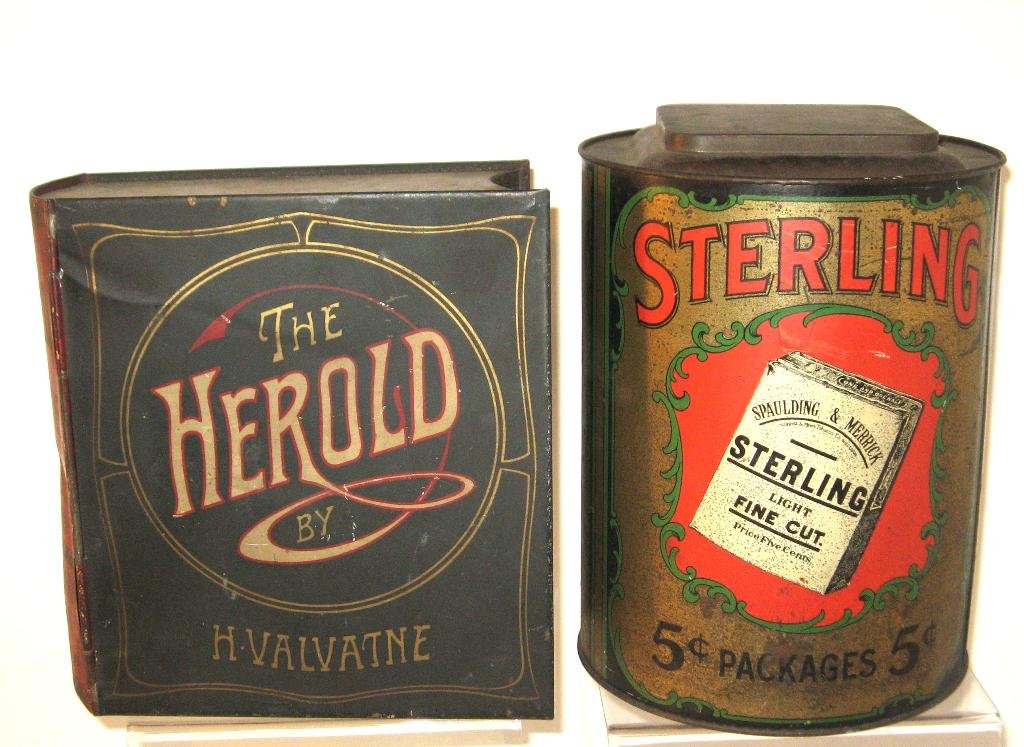 THE
HEROLD
BY
H. VALVATNE
STERLING
SPAULDING & MERRICK
STERLING
LIGHT
FINE CUT.
Price Five Cents
5¢ PACKAGES 5¢